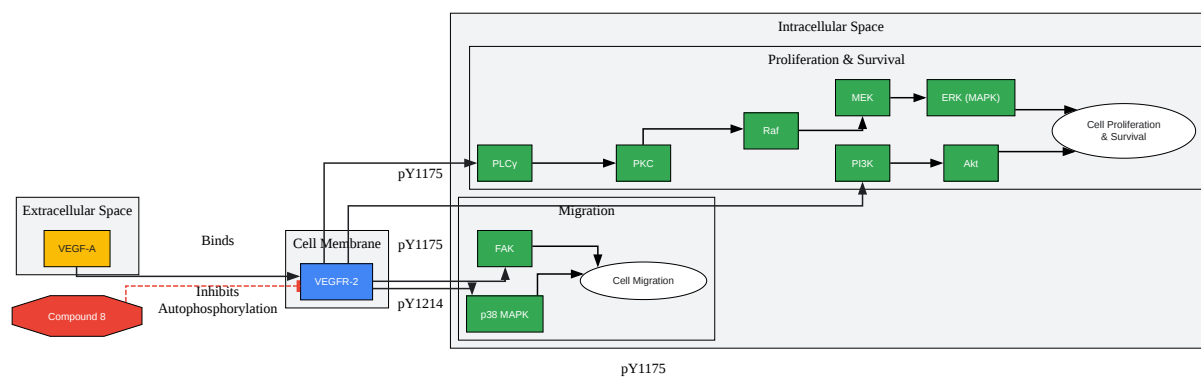 Intracellular Space
Proliferation & Survival
MEK
ERK (MAPK)
Cell Proliferation
& Survival
Raf
PLCγ
PKC
PI3K
Akt
pY1175
Extracellular Space
VEGF-A
Binds
Cell Membrane
VEGFR-2
pY1175
Migration
FAK
Cell Migration
Inhibits
Autophosphorylation
pY1214
p38 MAPK
Compound 8
pY1175